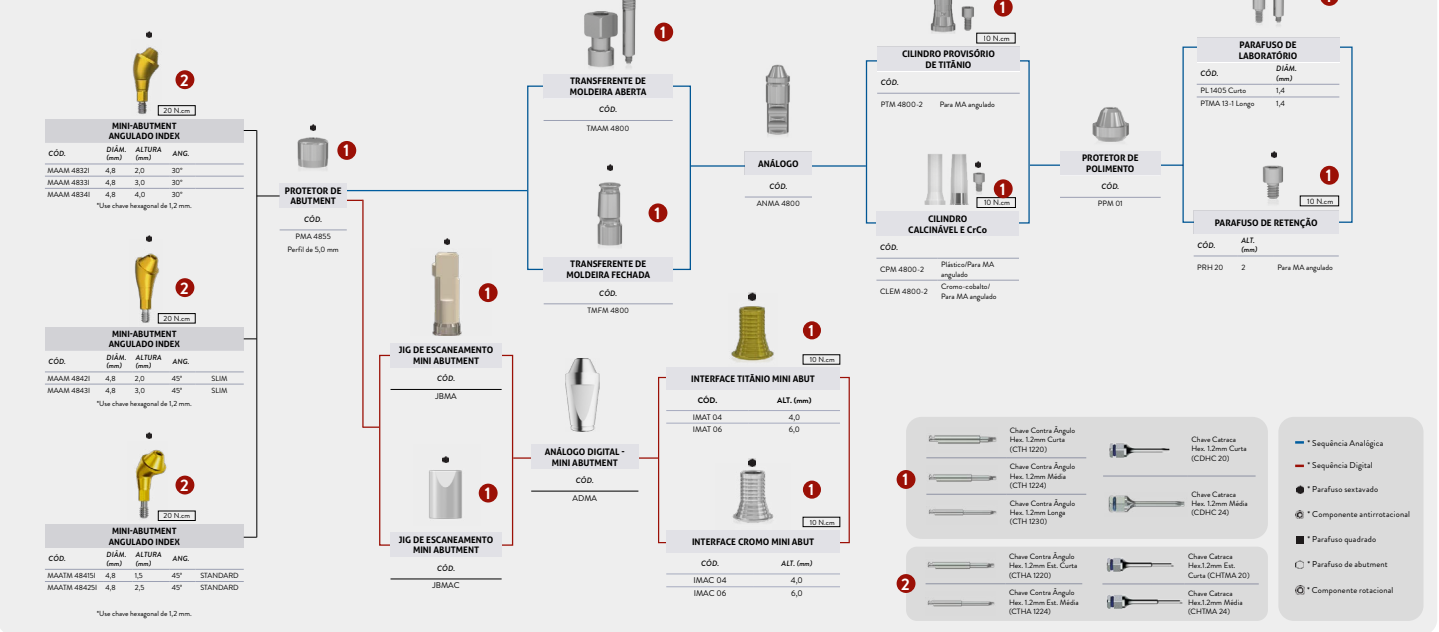 2
20 N.cm
MINI-ABUTMENT
ANGULADO INDEX
CÓD. DIÂM. (mm) ALTURA (mm) ANG.
MAAM 4832I 4,8 2,0 30°
MAAM 4833I 4,8 3,0 30°
MAAM 4834I 4,8 4,0 30°
*Use chave hexagonal de 1,2 mm.
2
20 N.cm
MINI-ABUTMENT
ANGULADO INDEX
CÓD. DIÂM. (mm) ALTURA (mm) ANG.
MAAM 4842I 4,8 2,0 45° SLIM
MAAM 4843I 4,8 3,0 45° SLIM
*Use chave hexagonal de 1,2 mm.
2
20 N.cm
MINI-ABUTMENT
ANGULADO INDEX
CÓD. DIÂM. (mm) ALTURA (mm) ANG.
MAATM 48415I 4,8 1,5 45° STANDARD
MAATM 48425I 4,8 2,5 45° STANDARD
*Use chave hexagonal de 1,2 mm.
1
PROTETOR DE
ABUTMENT
CÓD.
PMA 4855
Perfil de 5,0 mm
1
TRANSFERENTE DE
MOLDEIRA ABERTA
CÓD.
TMAM 4800
1
TRANSFERENTE DE
MOLDEIRA FECHADA
CÓD.
TMFM 4800
1
JIG DE ESCANEAMENTO
MINI ABUTMENT
CÓD.
JBMA
1
JIG DE ESCANEAMENTO
MINI ABUTMENT
CÓD.
JBMAC
ANÁLOGO
CÓD.
ANMA 4800
ANÁLOGO DIGITAL -
MINI ABUTMENT
CÓD.
ADMA
1
10 N.cm
INTERFACE TITÂNIO MINI ABUT
CÓD. ALT. (mm)
IMAT 04 4,0
IMAT 06 6,0
1
10 N.cm
INTERFACE CROMO MINI ABUT
CÓD. ALT. (mm)
IMAC 04 4,0
IMAC 06 6,0
1
10 N.cm
CILINDRO PROVISÓRIO
DE TITÂNIO
CÓD.
PTM 4800-2 Para MA angulado
1
10 N.cm
CILINDRO
CALCINÁVEL E CrCo
CÓD.
CPM 4800-2 Plástico/Para MA
angulado
CLEM 4800-2 Cromo-cobalto/
Para MA angulado
PROTETOR DE
POLIMENTO
CÓD.
PPM 01
1
PARAFUSO DE
LABORATÓRIO
CÓD. DIÂM. (mm)
PL 1405 Curto 1,4
PTMA 13-1 Longo 1,4
1
10 N.cm
PARAFUSO DE RETENÇÃO
CÓD. ALT. (mm)
PRH 20 2 Para MA angulado
1
Chave Contra Ângulo
Hex. 1.2mm Curta
(CTH 1220)
Chave Contra Ângulo
Hex. 1.2mm Média
(CTH 1224)
Chave Contra Ângulo
Hex. 1.2mm Longa
(CTH 1230)
Chave Catraca
Hex. 1.2mm Curta
(CDHC 20)
Chave Catraca
Hex. 1.2mm Média
(CDHC 24)
2
Chave Contra Ângulo
Hex. 1.2mm Est. Curta
(CTHA 1220)
Chave Contra Ângulo
Hex. 1.2mm Est. Média
(CTHA 1224)
Chave Catraca
Hex.1.2mm Est.
Curta (CHTMA 20)
Chave Catraca
Hex.1.2mm Média
(CHTMA 24)
* Sequência Analógica
* Sequência Digital
* Parafuso sextavado
* Componente antirrotacional
* Parafuso quadrado
* Parafuso de abutment
* Componente rotacional